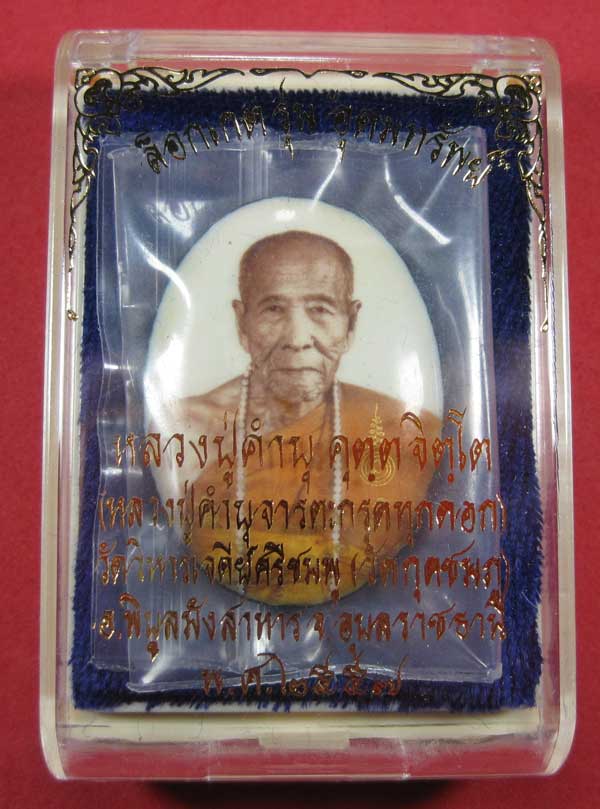 ล็อกเกต รุ่น อุดมทรัพย์
หลวงปู่คำพุ คุตฺตจิตฺโต
(หลวงปู่คำพุจารตะกรุดทุกดอก)
วัดวิหารเจดีย์ศรีชมพู (วัดกุดชมภู)
อ.พิบูลมังสาหาร จ.อุบลราชธานี
พ.ศ.๒๕๕๗